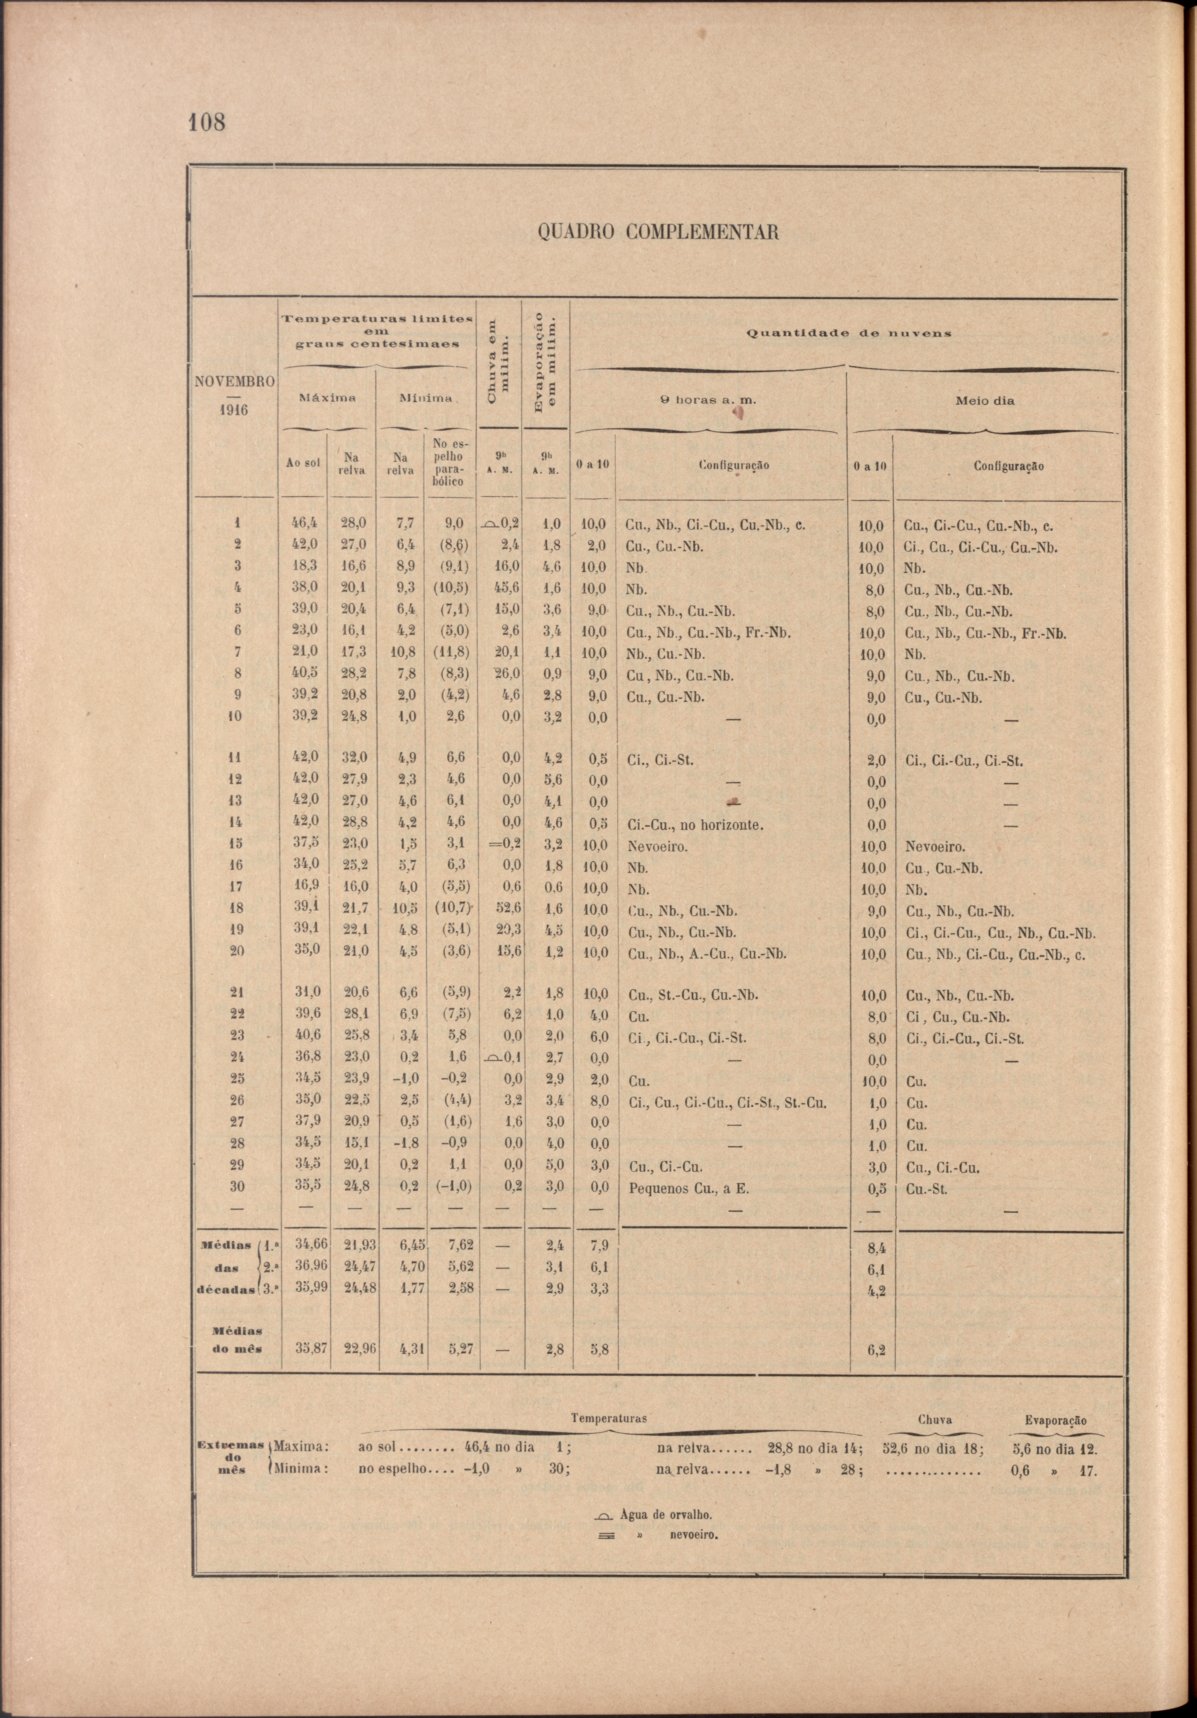 108
QUADRO COMPLEMENTAR
NOVEMBRO
—
1916
Temperaturas limites
em
graus centesimaes
Chuva em
milim.
Evaporação
em milim.
Quantidade de nuvens
Máxima Mínima 9 horas a. m. Meio dia
Ao sol Na relva Na relva No espelho parabólico 9h A. M. 9h A. M. 0 a 10 Configuração 0 a 10 Configuração
1 46,4 28,0 7,7 9,0 ⌓0,2 1,0 10,0 Cu., Nb., Ci.-Cu., Cu.-Nb., c. 10,0 Cu., Ci.-Cu., Cu.-Nb., c.
2 42,0 27,0 6,4 (8,6) 2,4 1,8 2,0 Cu., Cu.-Nb. 10,0 Ci., Cu., Ci.-Cu., Cu.-Nb.
3 18,3 16,6 8,9 (9,1) 16,0 4,6 10,0 Nb. 10,0 Nb.
4 38,0 20,1 9,3 (10,5) 45,6 1,6 10,0 Nb. 8,0 Cu., Nb., Cu.-Nb.
5 39,0 20,4 6,4 (7,1) 15,0 3,6 9,0 Cu., Nb., Cu.-Nb. 8,0 Cu., Nb., Cu.-Nb.
6 23,0 16,1 4,2 (5,0) 2,6 3,4 10,0 Cu., Nb., Cu.-Nb., Fr.-Nb. 10,0 Cu., Nb., Cu.-Nb., Fr.-Nb.
7 21,0 17,3 10,8 (11,8) 20,1 1,1 10,0 Nb., Cu.-Nb. 10,0 Nb.
8 40,5 28,2 7,8 (8,3) 26,0 0,9 9,0 Cu , Nb., Cu.-Nb. 9,0 Cu., Nb., Cu.-Nb.
9 39,2 20,8 2,0 (4,2) 4,6 2,8 9,0 Cu., Cu.-Nb. 9,0 Cu., Cu.-Nb.
10 39,2 24,8 1,0 2,6 0,0 3,2 0,0 — 0,0 —
11 42,0 32,0 4,9 6,6 0,0 4,2 0,5 Ci., Ci.-St. 2,0 Ci., Ci.-Cu., Ci.-St.
12 42,0 27,9 2,3 4,6 0,0 5,6 0,0 — 0,0 —
13 42,0 27,0 4,6 6,1 0,0 4,1 0,0 — 0,0 —
14 42,0 28,8 4,2 4,6 0,0 4,6 0,5 Ci.-Cu., no horizonte. 0,0 —
15 37,5 23,0 1,5 3,1 =0,2 3,2 10,0 Nevoeiro. 10,0 Nevoeiro.
16 34,0 25,2 5,7 6,3 0,0 1,8 10,0 Nb. 10,0 Cu., Cu.-Nb.
17 16,9 16,0 4,0 (5,5) 0,6 0,6 10,0 Nb. 10,0 Nb.
18 39,1 21,7 10,5 (10,7) 52,6 1,6 10,0 Cu., Nb., Cu.-Nb. 9,0 Cu., Nb., Cu.-Nb.
19 39,1 22,1 4,8 (5,1) 20,3 4,5 10,0 Cu., Nb., Cu.-Nb. 10,0 Ci., Ci.-Cu., Cu., Nb., Cu.-Nb.
20 35,0 21,0 4,5 (3,6) 15,6 1,2 10,0 Cu., Nb., A.-Cu., Cu.-Nb. 10,0 Cu., Nb., Ci.-Cu., Cu.-Nb., c.
21 31,0 20,6 6,6 (5,9) 2,2 1,8 10,0 Cu., St.-Cu., Cu.-Nb. 10,0 Cu., Nb., Cu.-Nb.
22 39,6 28,1 6,9 (7,5) 6,2 1,0 4,0 Cu. 8,0 Ci , Cu., Cu.-Nb.
23 40,6 25,8 3,4 5,8 0,0 2,0 6,0 Ci., Ci.-Cu., Ci.-St. 8,0 Ci., Ci.-Cu., Ci.-St.
24 36,8 23,0 0,2 1,6 ⌓0,1 2,7 0,0 — 0,0 —
25 34,5 23,9 –1,0 –0,2 0,0 2,9 2,0 Cu. 10,0 Cu.
26 35,0 22,5 2,5 (4,4) 3,2 3,4 8,0 Ci., Cu., Ci.-Cu., Ci.-St., St.-Cu. 1,0 Cu.
27 37,9 20,9 0,5 (1,6) 1,6 3,0 0,0 — 1,0 Cu.
28 34,5 15,1 –1,8 –0,9 0,0 4,0 0,0 — 1,0 Cu.
29 34,5 20,1 0,2 1,1 0,0 5,0 3,0 Cu., Ci.-Cu. 3,0 Cu., Ci.-Cu.
30 35,5 24,8 0,2 (–1,0) 0,2 3,0 0,0 Pequenos Cu., a E. 0,5 Cu.-St.
— — — — — — — — — — —
Médias 1.ª 34,66 21,93 6,45 7,62 — 2,4 7,9 8,4
das 2.ª 36,96 24,47 4,70 5,62 — 3,1 6,1 6,1
décadas 3.ª 35,99 24,48 1,77 2,58 — 2,9 3,3 4,2
Médias
do mês 35,87 22,96 4,31 5,27 — 2,8 5,8 6,2
Temperaturas Chuva Evaporação
Extremas Maxima: ao sol........ 46,4 no dia 1; na relva...... 28,8 no dia 14; 52,6 no dia 18; 5,6 no dia 12.
do
mês Minima: no espelho.... –1,0 » 30; na relva...... –1,8 » 28; .............. 0,6 » 17.
⌓ Agua de orvalho.
≡ » nevoeiro.